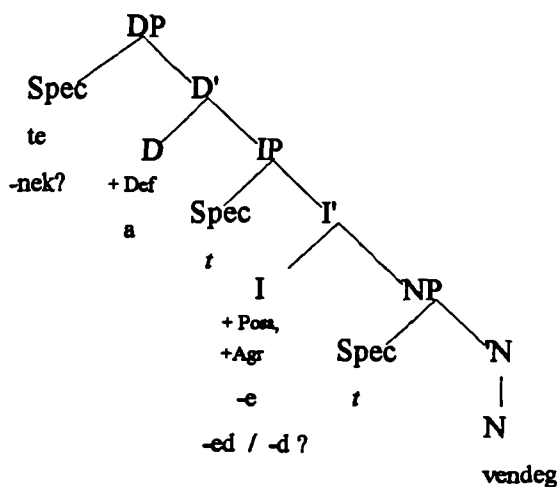 DP
Spec D'
te D IP
-nek? + Def Spec I'
a t
I NP
+ Poss, Spec 'N
+Agr t
-e N
-ed / -d ? vendeg